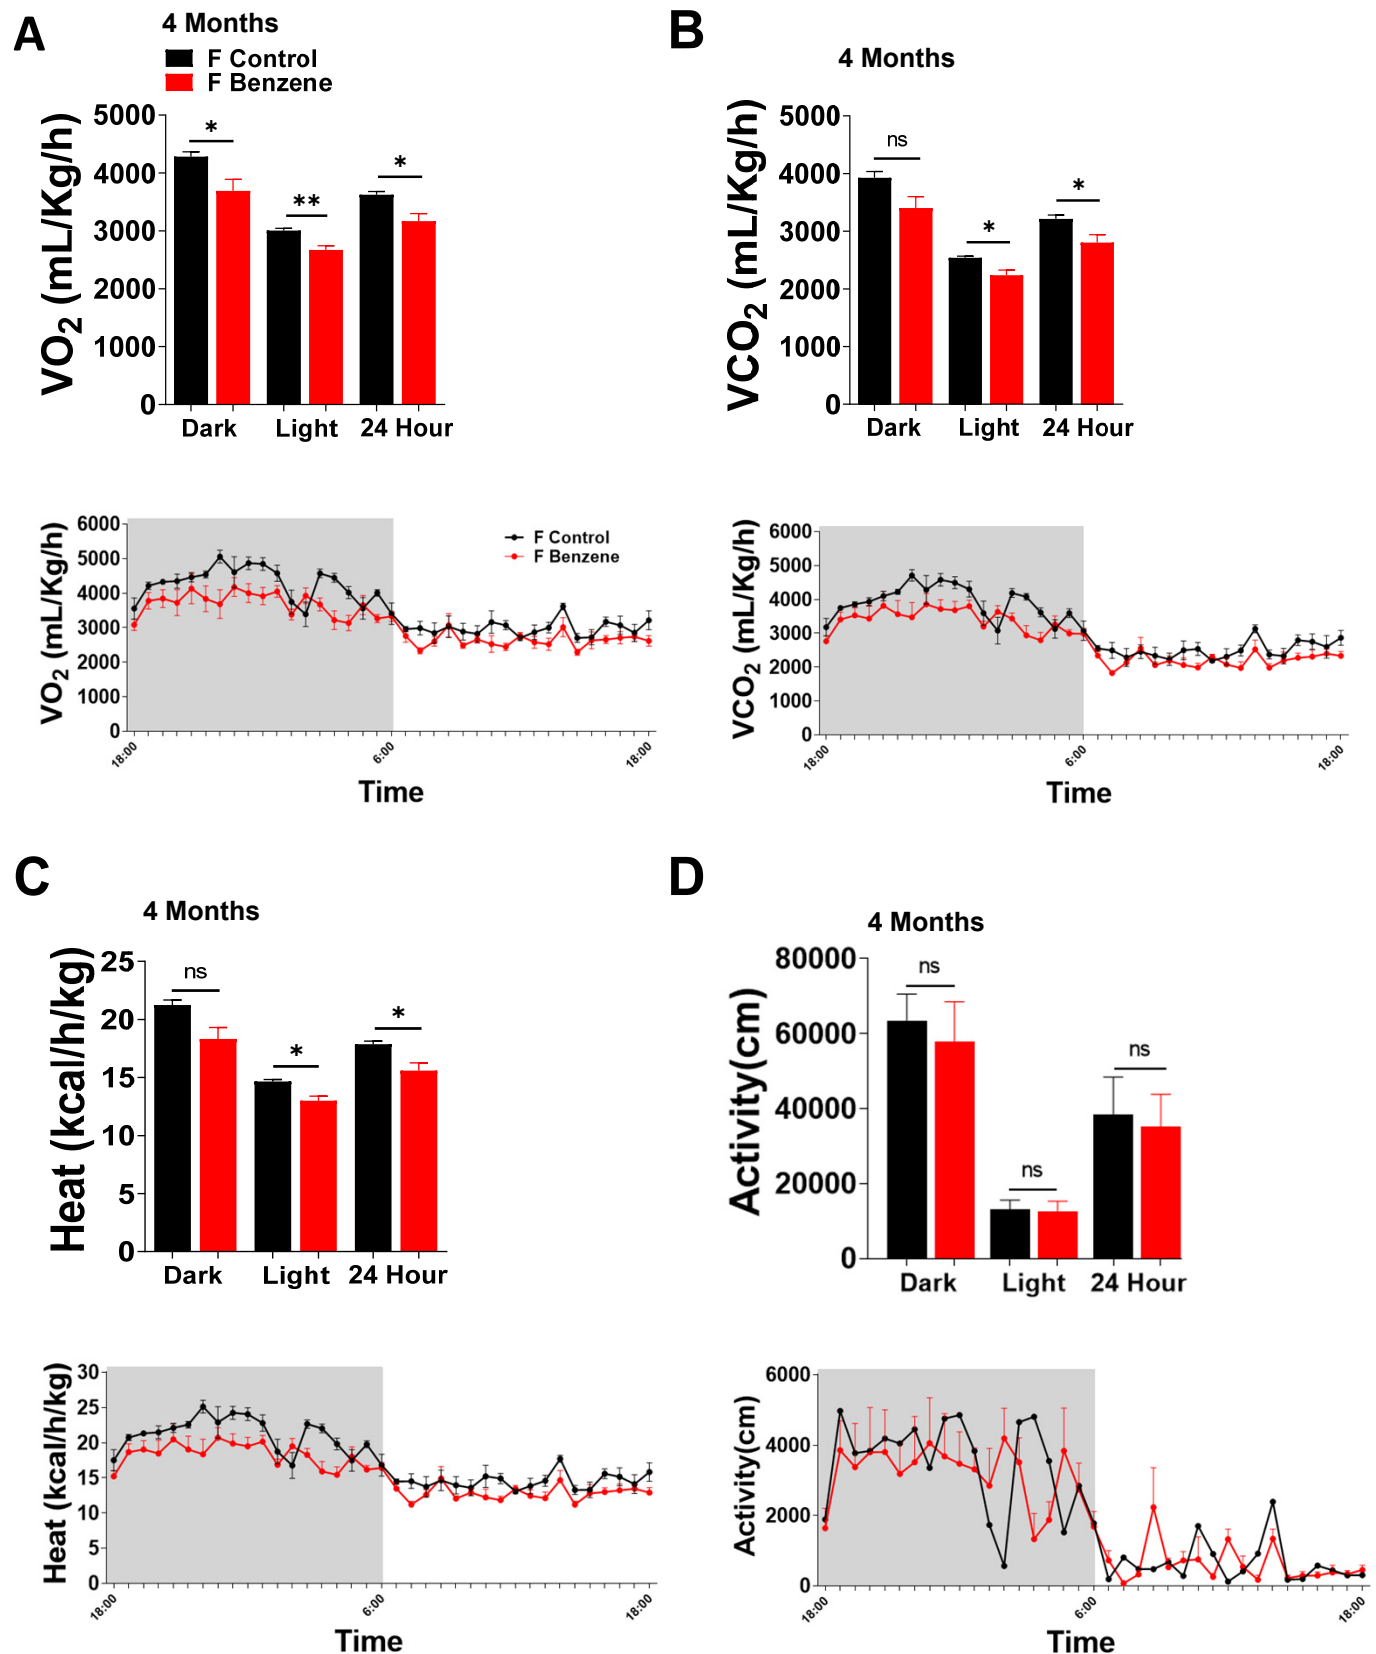 A
4 Months
F Control
F Benzene
VO2 (mL/Kg/h)
5000
4000
3000
2000
1000
0
*
**
*
Dark Light 24 Hour
VO2 (mL/Kg/h)
6000
5000
4000
3000
2000
1000
0
F Control
F Benzene
18:00 6:00 18:00
Time
B
4 Months
VCO2 (mL/Kg/h)
5000
4000
3000
2000
1000
0
ns
*
*
Dark Light 24 Hour
VCO2 (mL/Kg/h)
6000
5000
4000
3000
2000
1000
0
18:00 6:00 18:00
Time
C
4 Months
Heat (kcal/h/kg)
25
20
15
10
5
0
ns
*
*
Dark Light 24 Hour
Heat (kcal/h/kg)
30
25
20
15
10
5
0
18:00 6:00 18:00
Time
D
4 Months
Activity(cm)
80000
60000
40000
20000
0
ns
ns
ns
Dark Light 24 Hour
Activity(cm)
6000
4000
2000
0
18:00 6:00 18:00
Time